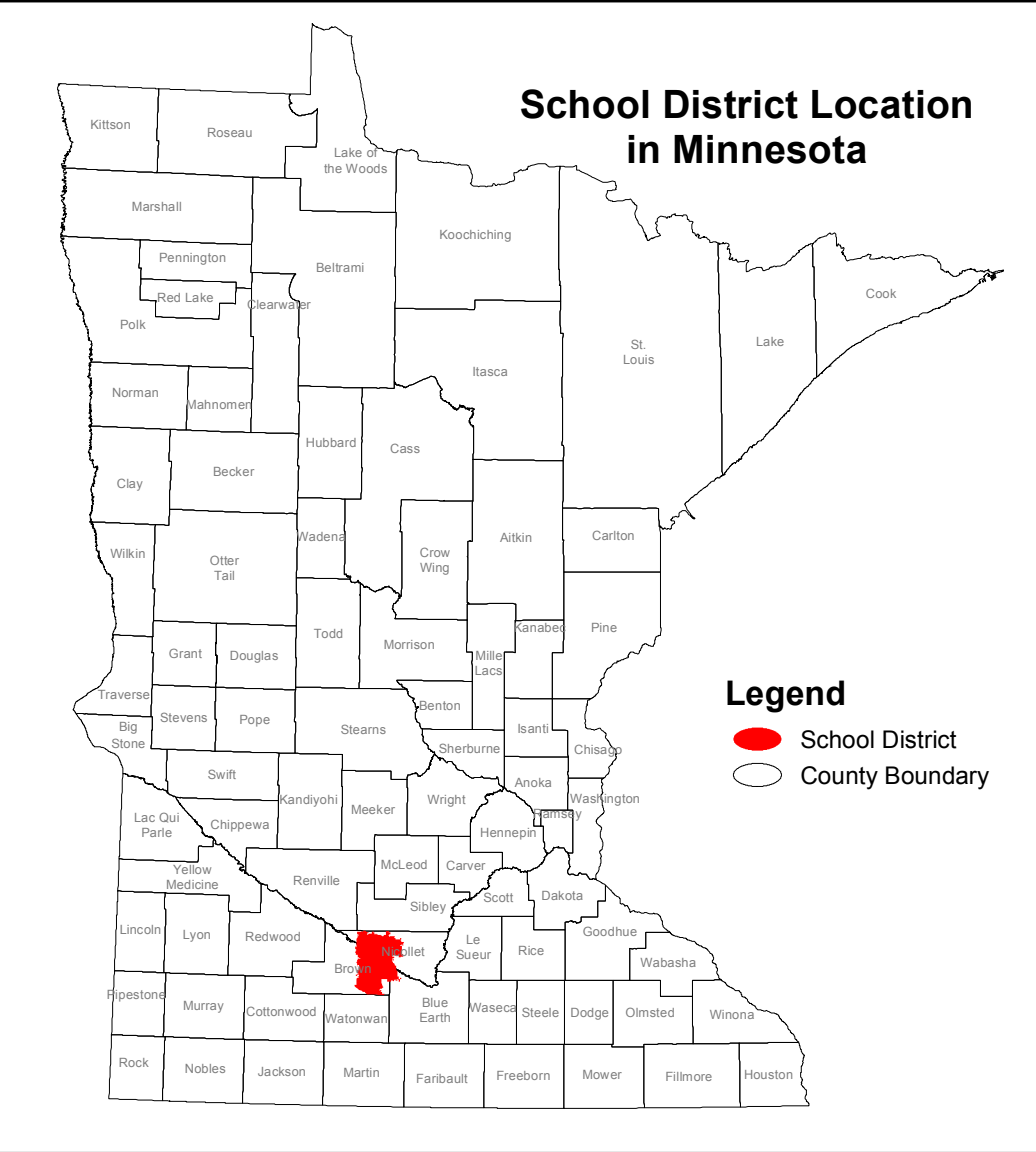 School District Location
in Minnesota
Kittson
Roseau
Lake of
the Woods
Marshall
Koochiching
Pennington
Beltrami
Red Lake
Clearwater
Cook
Polk
St.
Louis
Lake
Itasca
Norman
Mahnomen
Hubbard
Cass
Clay
Becker
Wadena
Aitkin
Carlton
Wilkin
Otter
Tail
Crow
Wing
Todd
Morrison
Kanabec
Pine
Grant
Douglas
Mille
Lacs
Traverse
Stevens
Pope
Stearns
Benton
Isanti
Big
Stone
Sherburne
Chisago
Swift
Kandiyohi
Meeker
Wright
Anoka
Washington
Ramsey
Lac Qui
Parle
Chippewa
Hennepin
Yellow
Medicine
Renville
McLeod
Carver
Sibley
Scott
Dakota
Lincoln
Lyon
Redwood
Nicollet
Le
Sueur
Rice
Goodhue
Brown
Wabasha
Pipestone
Murray
Cottonwood
Watonwan
Blue
Earth
Waseca
Steele
Dodge
Olmsted
Winona
Rock
Nobles
Jackson
Martin
Faribault
Freeborn
Mower
Fillmore
Houston
Legend
School District
County Boundary